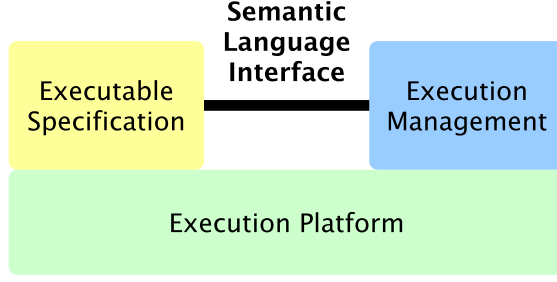 Semantic
Language
Interface
Executable
Specification
Execution
Management
Execution Platform